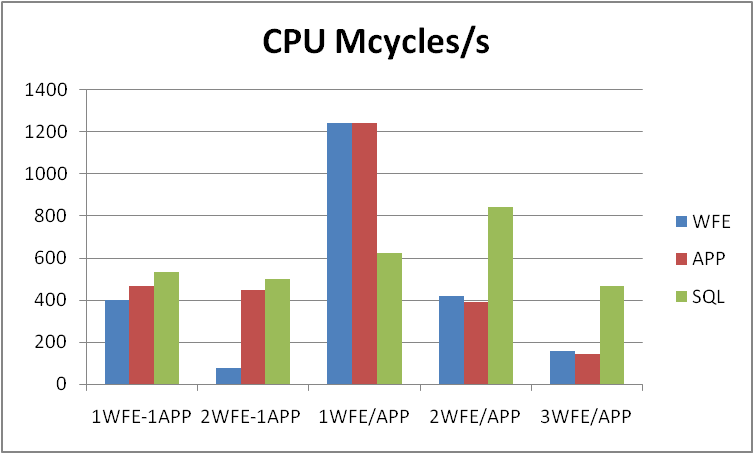 CPU Mcycles/s
1400
1200
1000
800
600
400
200
0
1WFE-1APP 2WFE-1APP 1WFE/APP 2WFE/APP 3WFE/APP
WFE
APP
SQL